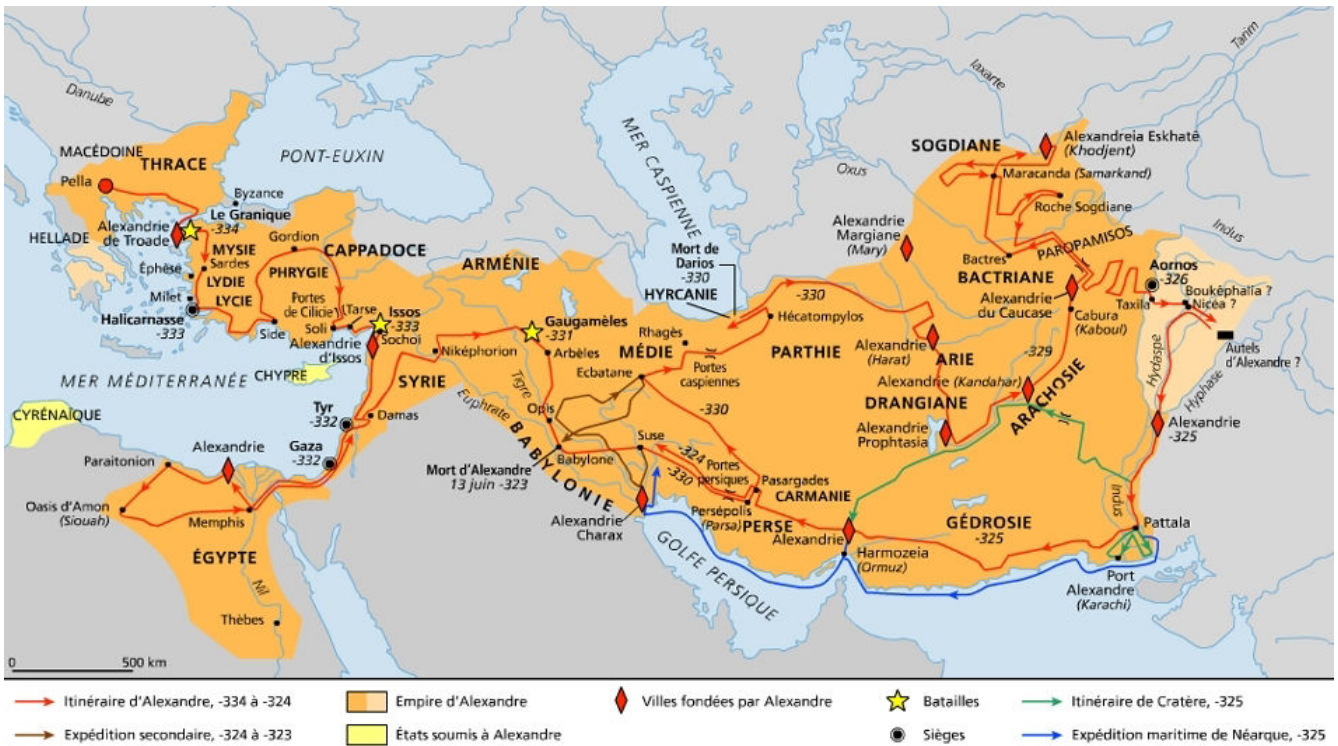 Danube
Tarim
Iaxarte
MACÉDOINE
THRACE
Pella
PONT-EUXIN
MER CASPIENNE
SOGDIANE
Alexandreia Eskhatê
(Khodjent)
Oxus
Maracanda (Samarkand)
Roche Sogdiane
Byzance
Le Granique
-334
Alexandrie
de Troade
HELLADE
MYSIE
Sardes
Gordion
CAPPADOCE
PHRYGIE
Éphèse
LYDIE
LYCIE
Milet
Halicarnasse
-333
Side
Portes
de Cilicie
Tarse
Soli
Issos
-333
Sochoi
Alexandrie
d'Issos
ARMÉNIE
Mort de
Darios
-330
HYRCANIE
Alexandrie
Margiane
(Mary)
PAROPAMISOS
Bactres
BACTRIANE
Alexandrie
du Caucase
Cabura
(Kaboul)
Indus
Aornos
-326
Taxila
Boukêphalia ?
Nicéa ?
Autels
d'Alexandre ?
Hydaspe
Hyphase
Gaugamèles
-331
Arbèles
Niképhorion
MÉDIE
Rhagès
Ecbatane
Portes
caspiennes
-330
Hécatompylos
PARTHIE
-330
Alexandrie
(Harat)
ARIE
-329
Alexandrie (Kandahar)
DRANGIANE
ARACHOSIE
Alexandrie
Prophtasia
Alexandrie
-325
MER MÉDITERRANÉE
CHYPRE
SYRIE
CYRÉNAÏQUE
Tyr
-332
Damas
Euphrate
Tigre
Opis
BABYLONIE
Babylone
Suse
Mort d'Alexandre
13 juin -323
Gaza
-332
Alexandrie
Paraitonion
Oasis d'Amon
(Siouah)
Memphis
ÉGYPTE
Nil
Thèbes
-324
-330
Portes
persiques
Pasargades
CARMANIE
Persépolis
(Parsa)
PERSE
Alexandrie
Charax
GOLFE PERSIQUE
Alexandrie
Harmozeia
(Ormuz)
GÉDROSIE
-325
Indus
Pattala
Port
Alexandre
(Karachi)
0 500 km
Itinéraire d'Alexandre, -334 à -324
Empire d'Alexandre
Villes fondées par Alexandre
Batailles
Itinéraire de Cratère, -325
Expédition secondaire, -324 à -323
États soumis à Alexandre
Sièges
Expédition maritime de Néarque, -325